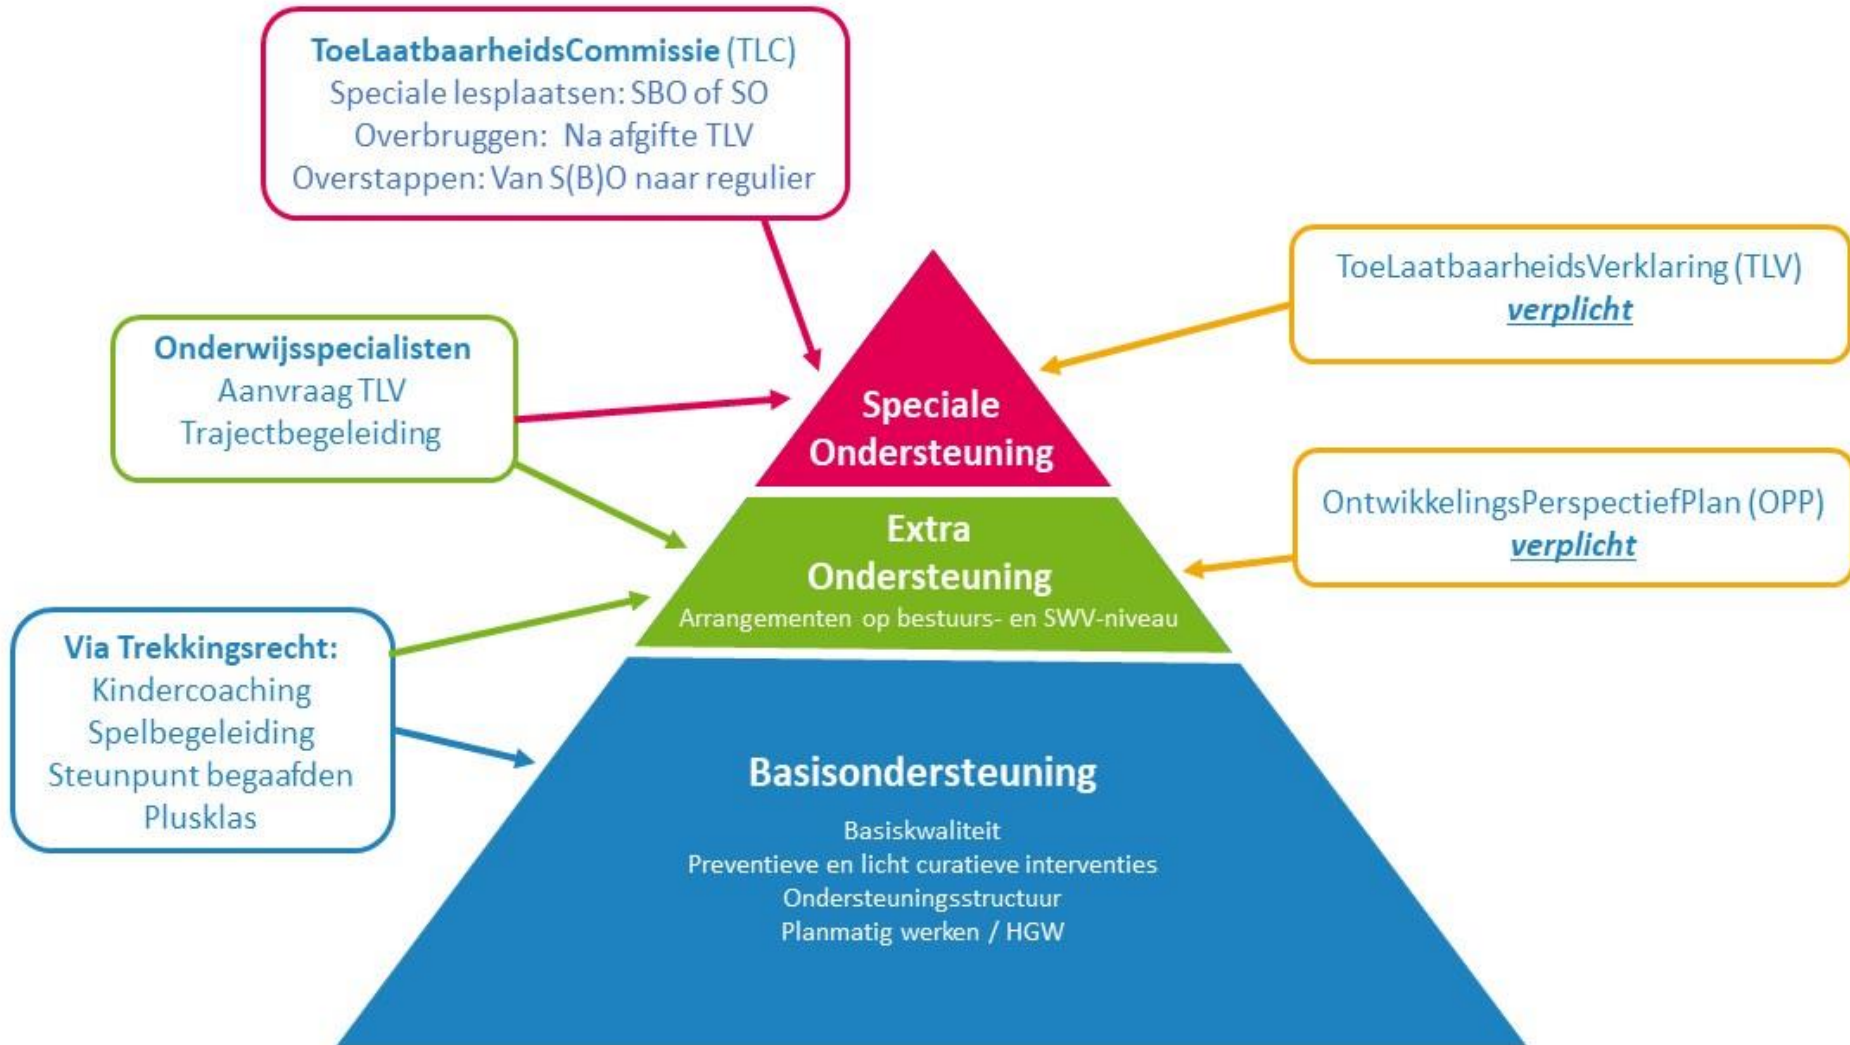 ToeLaatbaarheidsCommissie (TLC)
Speciale lesplaatsen: SBO of SO
Overbruggen: Na afgifte TLV
Overstappen: Van S(B)O naar regulier
ToeLaatbaarheidsVerklaring (TLV)
verplicht
Onderwijsspecialisten
Aanvraag TLV
Trajectbegeleiding
Speciale
Ondersteuning
OntwikkelingsPerspectiefPlan (OPP)
verplicht
Extra
Ondersteuning
Arrangementen op bestuurs- en SWV-niveau
Via Trekkingsrecht:
Kindercoaching
Spelbegeleiding
Steunpunt begaafden
Plusklas
Basisondersteuning
Basiskwaliteit
Preventieve en licht curatieve interventies
Ondersteuningsstructuur
Planmatig werken / HGW